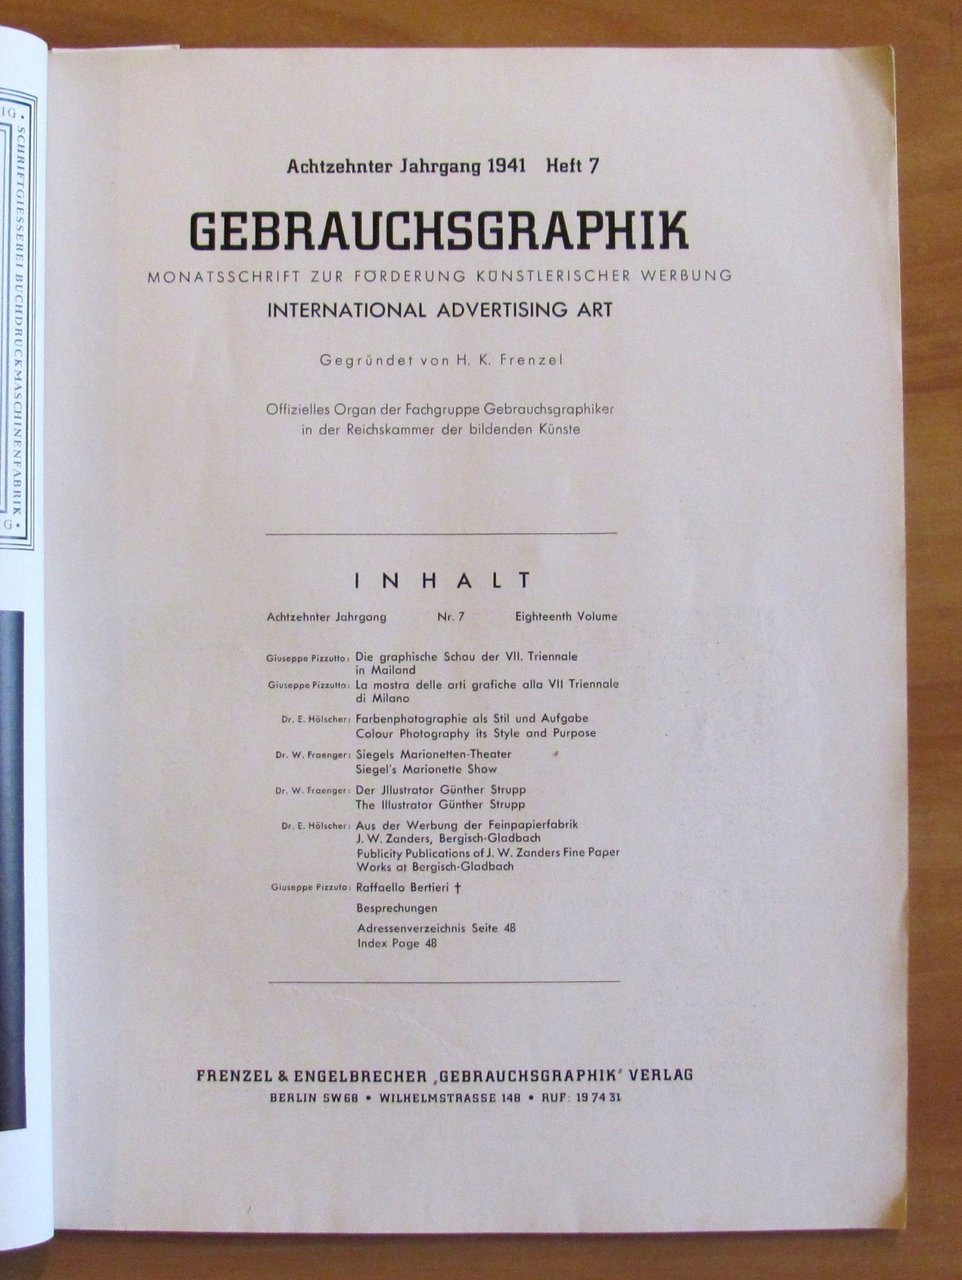 IG •
SCHRIFTGIESSEREI BUCHDRUCKMASCHINENFABRIK
G •
Achtzehnter Jahrgang 1941 Heft 7
GEBRAUCHSGRAPHIK
MONATSSCHRIFT ZUR FÖRDERUNG KÜNSTLERISCHER WERBUNG
INTERNATIONAL ADVERTISING ART
Gegründet von H. K. Frenzel
Offizielles Organ der Fachgruppe Gebrauchsgraphiker
in der Reichskammer der bildenden Künste
INHALT
Achtzehnter Jahrgang Nr. 7 Eighteenth Volume
Giuseppe Pizzutto: Die graphische Schau der VII. Triennale
in Mailand
Giuseppe Pizzutto: La mostra delle arti grafiche alla VII Triennale
di Milano
Dr. E. Hölscher: Farbenphotographie als Stil und Aufgabe
Colour Photography its Style and Purpose
Dr. W. Fraenger: Siegels Marionetten-Theater
Siegel's Marionette Show
Dr. W. Fraenger: Der Jllustrator Günther Strupp
The Illustrator Günther Strupp
Dr. E. Hölscher: Aus der Werbung der Feinpapierfabrik
J. W. Zanders, Bergisch-Gladbach
Publicity Publications of J. W. Zanders Fine Paper
Works at Bergisch-Gladbach
Giuseppe Pizzuto: Raffaello Bertieri †
Besprechungen
Adressenverzeichnis Seite 48
Index Page 48
FRENZEL & ENGELBRECHER „GEBRAUCHSGRAPHIK" VERLAG
BERLIN SW68 • WILHELMSTRASSE 148 • RUF: 19 74 31